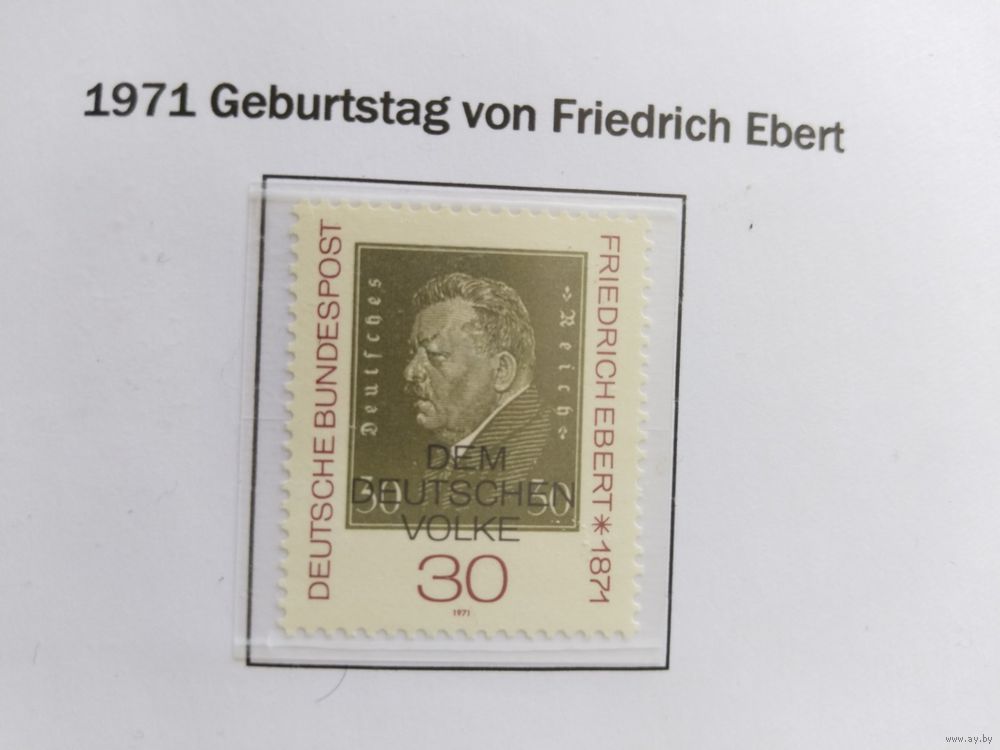 1971 Geburtstag von Friedrich Ebert
DEUTSCHE BUNDESPOST
Deutsches
Reich
FRIEDRICH EBERT * 1871
DEM
DEUTSCHEN
VOLKE
50 50
30
1971
www.ay.by